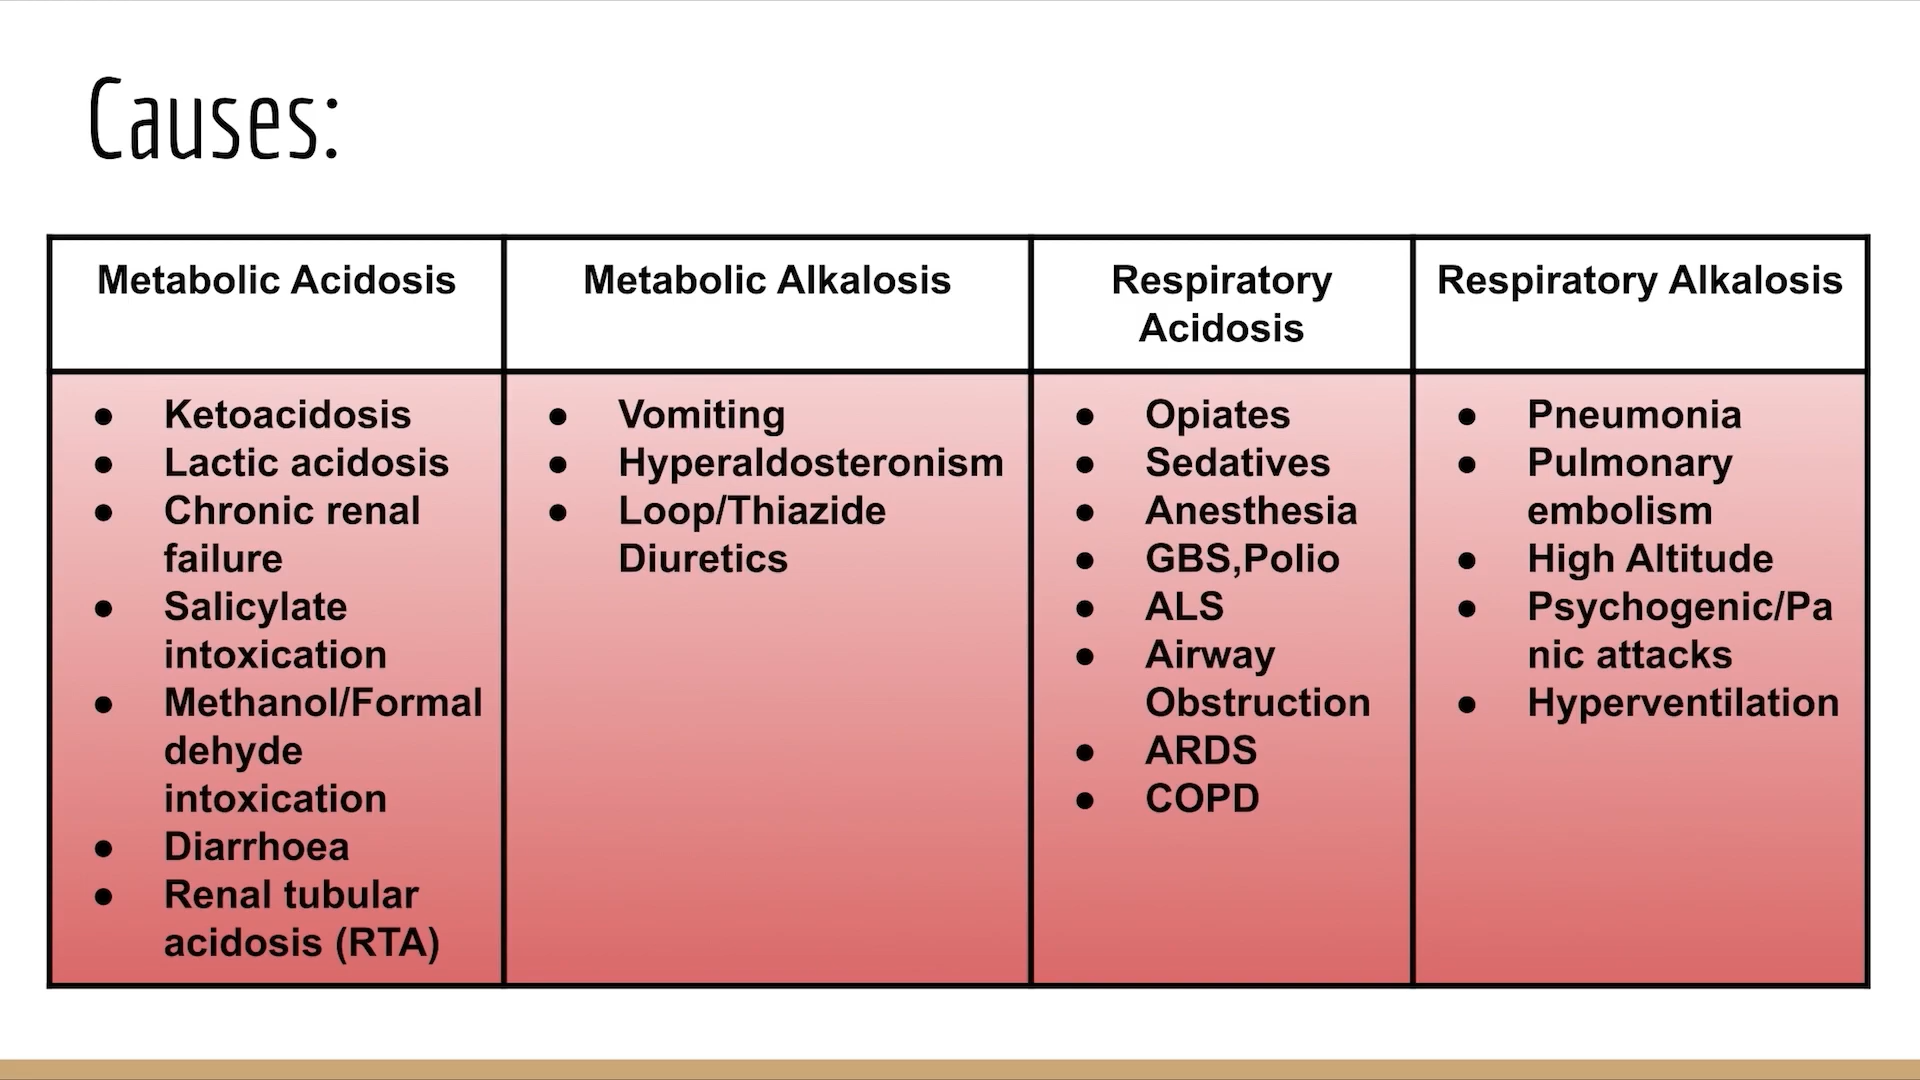 Causes:
Metabolic Acidosis
Metabolic Alkalosis
Respiratory
Acidosis
Respiratory Alkalosis
● Ketoacidosis
● Lactic acidosis
● Chronic renal
failure
● Salicylate
intoxication
● Methanol/Formal
dehyde
intoxication
● Diarrhoea
● Renal tubular
acidosis (RTA)
● Vomiting
● Hyperaldosteronism
● Loop/Thiazide
Diuretics
● Opiates
● Sedatives
● Anesthesia
● GBS,Polio
● ALS
● Airway
Obstruction
● ARDS
● COPD
● Pneumonia
● Pulmonary
embolism
● High Altitude
● Psychogenic/Pa
nic attacks
● Hyperventilation